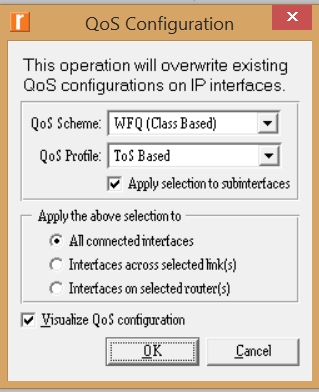 QoS Configuration
This operation will overwrite existing
QoS configurations on IP interfaces.
QoS Scheme: WFQ (Class Based)
QoS Profile: ToS Based
Apply selection to subinterfaces
Apply the above selection to
All connected interfaces
Interfaces across selected link(s)
Interfaces on selected router(s)
Visualize QoS configuration
OK Cancel